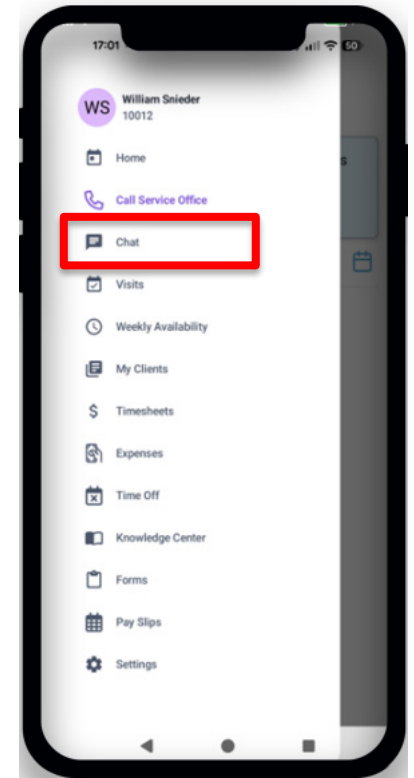 17:01
50
WS
William Snieder
10012
Home
s
Call Service Office
Chat
Visits
Weekly Availability
My Clients
Timesheets
Expenses
Time Off
Knowledge Center
Forms
Pay Slips
Settings